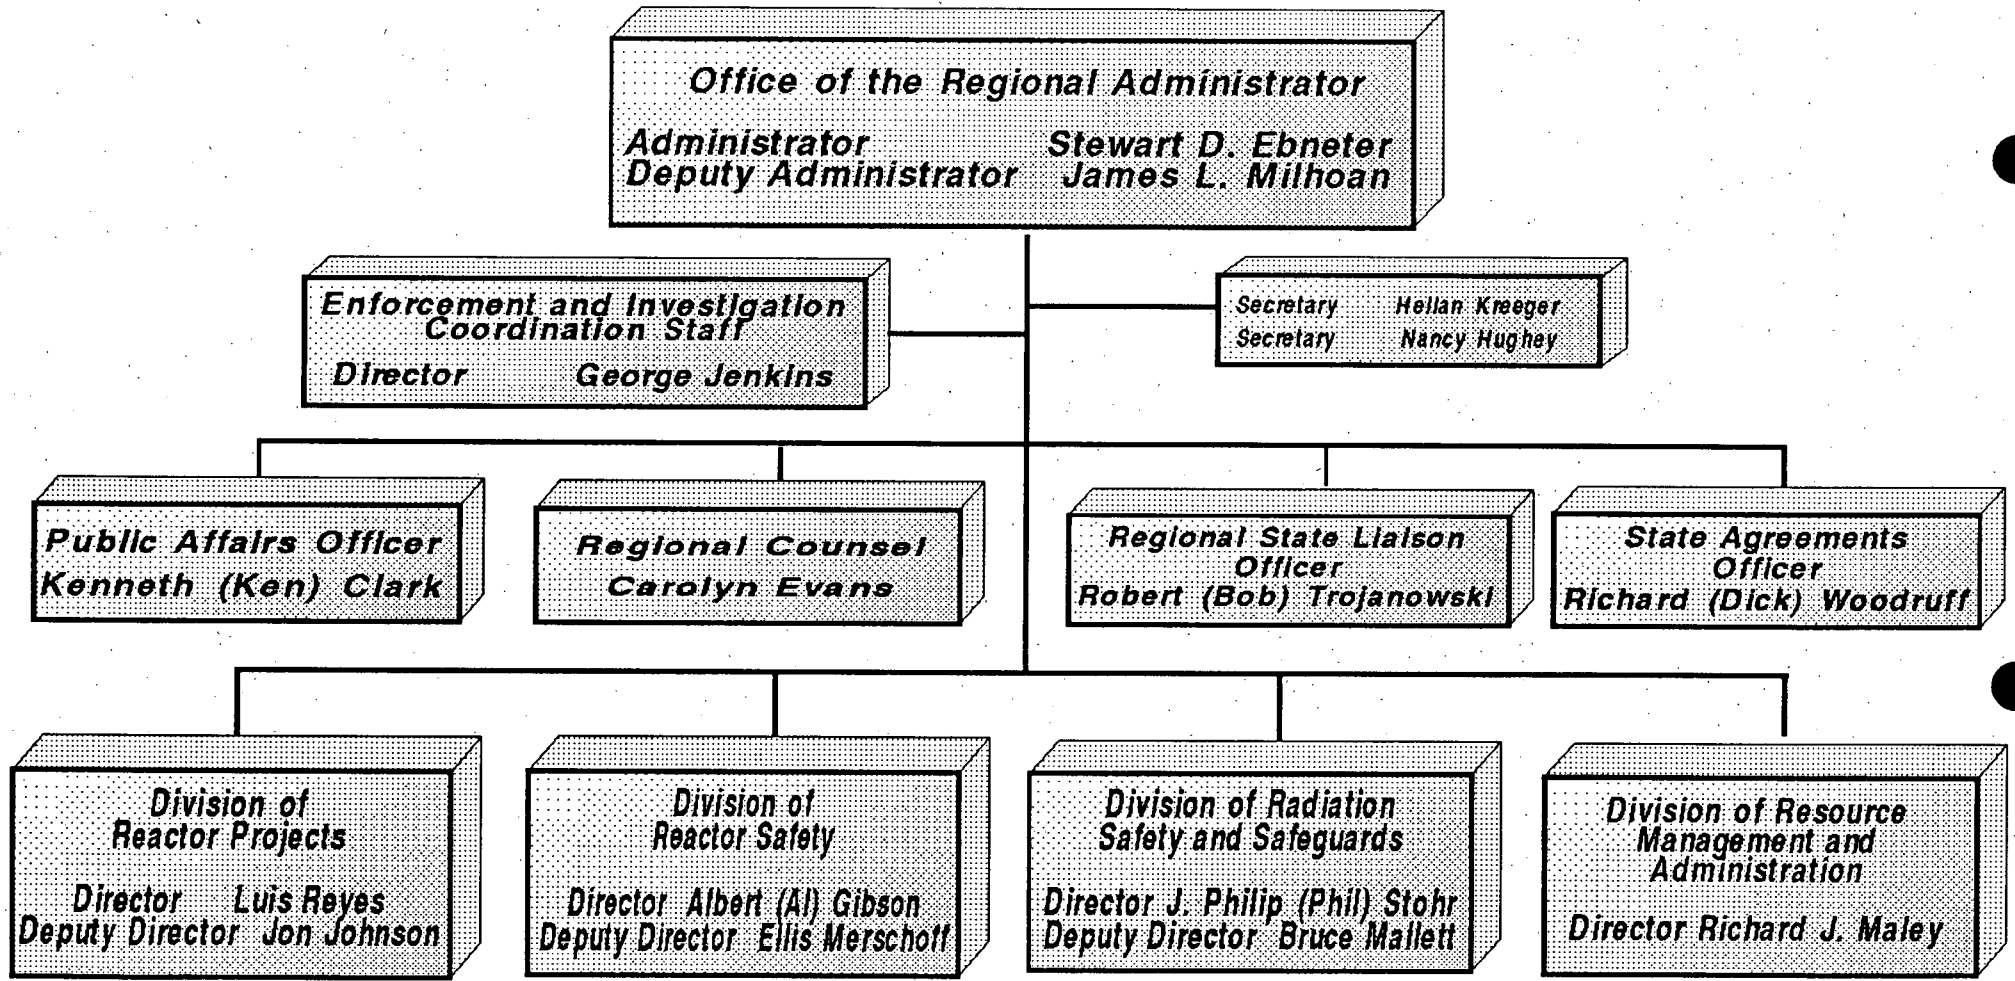 Office of the Regional Administrator
Administrator Stewart D. Ebneter
Deputy Administrator James L. Milhoan
Enforcement and Investigation
Coordination Staff
Director George Jenkins
Secretary Hellan Kreeger
Secretary Nancy Hughey
Public Affairs Officer
Kenneth (Ken) Clark
Regional Counsel
Carolyn Evans
Regional State Liaison
Officer
Robert (Bob) Trojanowski
State Agreements
Officer
Richard (Dick) Woodruff
Division of
Reactor Projects
Director Luis Reyes
Deputy Director Jon Johnson
Division of
Reactor Safety
Director Albert (Al) Gibson
Deputy Director Ellis Merschoff
Division of Radiation
Safety and Safeguards
Director J. Philip (Phil) Stohr
Deputy Director Bruce Mallett
Division of Resource
Management and
Administration
Director Richard J. Maley